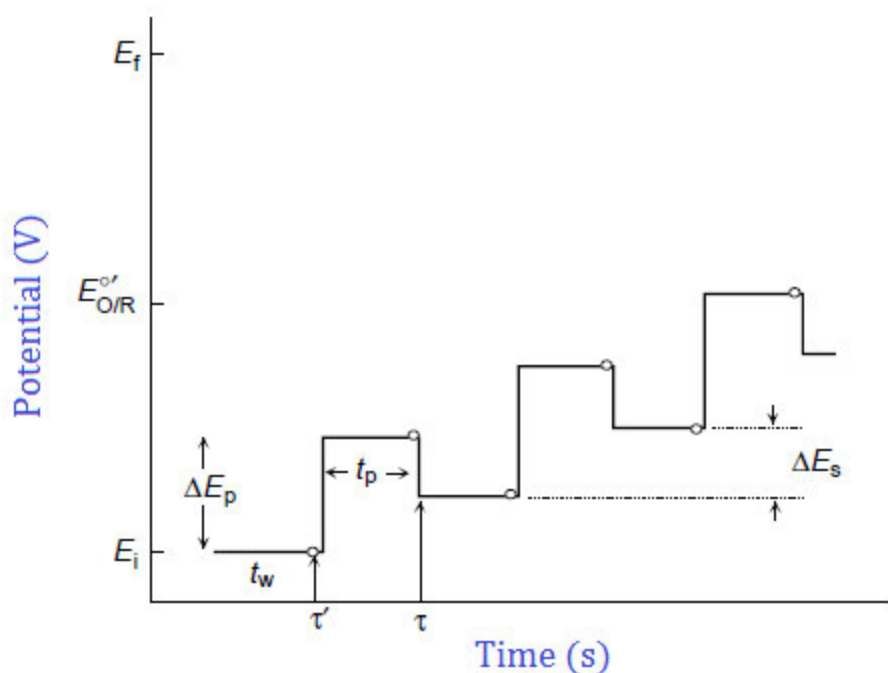 E_f
Potential (V)
E°′_O/R
ΔE_p
t_p
ΔE_s
E_i
t_w
τ′
τ
Time (s)